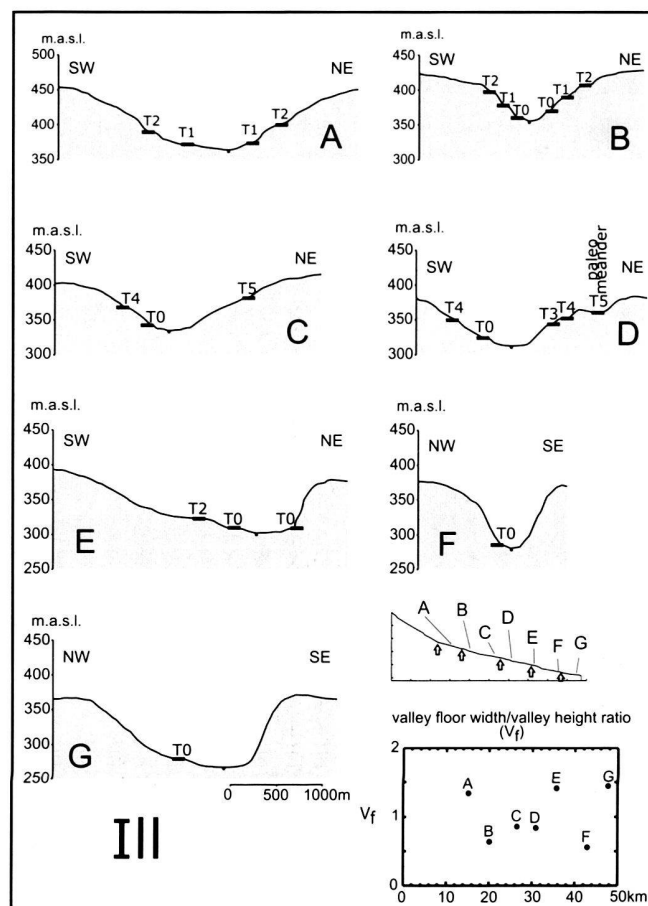 m.a.s.l.
500
SW
NE
450
400
T2
T1
T1
T2
350
A
m.a.s.l.
450
SW
NE
400
T2
T1
T0
T0
T1
T2
350
300
B
m.a.s.l.
450
SW
NE
400
T4
T0
T5
350
300
C
m.a.s.l.
450
SW
paleo
meander
NE
400
T4
T0
T3
T4
T5
350
300
D
m.a.s.l.
450
SW
NE
400
350
T2
T0
T0
300
250
E
m.a.s.l.
450
NW
SE
400
350
T0
300
250
F
m.a.s.l.
450
NW
SE
400
350
300
T0
250
G
0 500 1000m
A B C D E F G
valley floor width/valley height ratio
(Vf)
2
A
E
G
1
Vf
B
C
D
F
0
0 10 20 30 40 50km
Ill